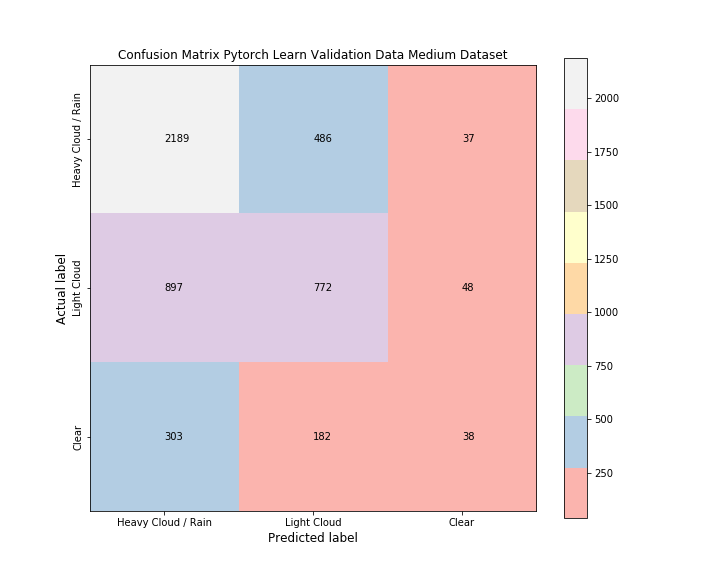 Confusion Matrix Pytorch Learn Validation Data Medium Dataset
Actual label
Heavy Cloud / Rain
Light Cloud
Clear
2189 486 37
897 772 48
303 182 38
Heavy Cloud / Rain Light Cloud Clear
Predicted label
2000
1750
1500
1250
1000
750
500
250